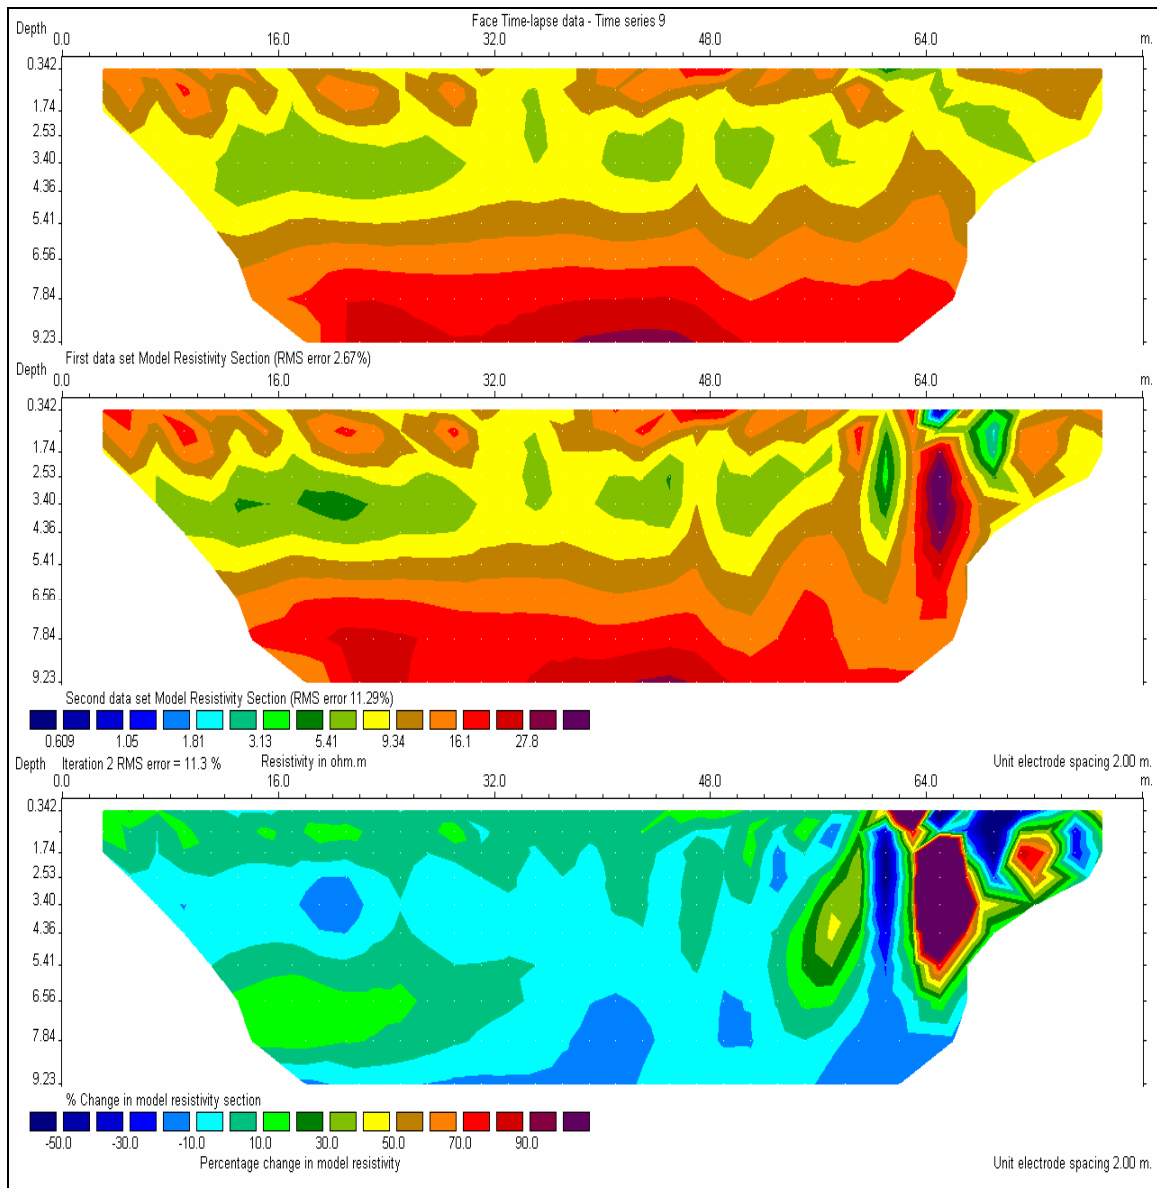 Face Time-lapse data - Time series 9
Depth 0.0 16.0 32.0 48.0 64.0 m.
0.342
1.74
2.53
3.40
4.36
5.41
6.56
7.84
9.23
First data set Model Resistivity Section (RMS error 2.67%)
Depth 0.0 16.0 32.0 48.0 64.0 m.
0.342
1.74
2.53
3.40
4.36
5.41
6.56
7.84
9.23
Second data set Model Resistivity Section (RMS error 11.29%)
0.609 1.05 1.81 3.13 5.41 9.34 16.1 27.8
Depth Iteration 2 RMS error = 11.3 % Resistivity in ohm.m Unit electrode spacing 2.00 m.
0.0 16.0 32.0 48.0 64.0 m.
0.342
1.74
2.53
3.40
4.36
5.41
6.56
7.84
9.23
% Change in model resistivity section
-50.0 -30.0 -10.0 10.0 30.0 50.0 70.0 90.0
Percentage change in model resistivity Unit electrode spacing 2.00 m.